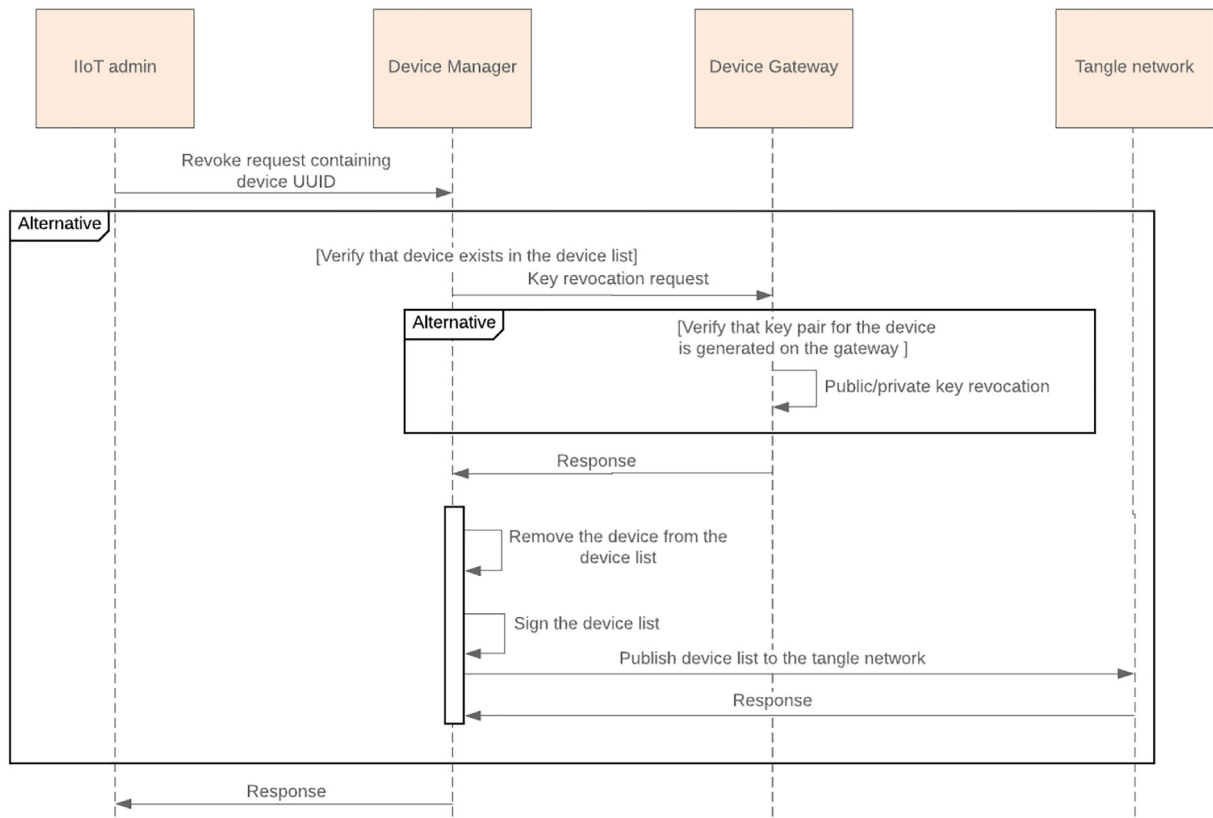 IIoT admin
Device Manager
Device Gateway
Tangle network
Revoke request containing
device UUID
Alternative
[Verify that device exists in the device list]
Key revocation request
Alternative
[Verify that key pair for the device
is generated on the gateway ]
Public/private key revocation
Response
Remove the device from the
device list
Sign the device list
Publish device list to the tangle network
Response
Response